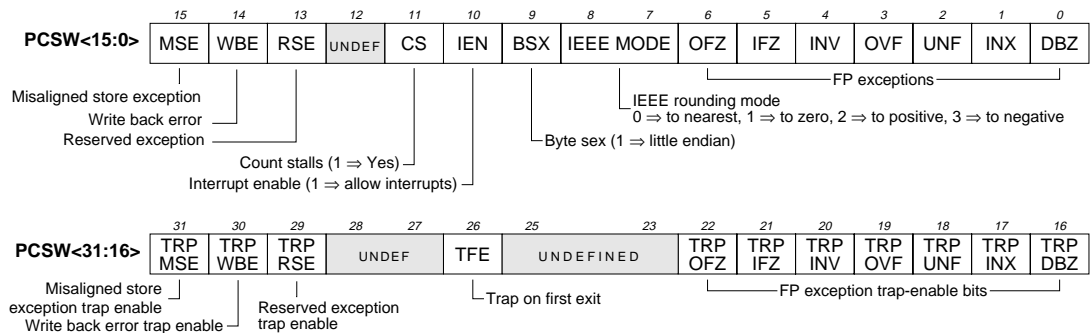 15 14 13 12 11 10 9 8 7 6 5 4 3 2 1 0
PCSW<15:0> MSE WBE RSE UNDEF CS IEN BSX IEEE MODE OFZ IFZ INV OVF UNF INX DBZ
Misaligned store exception
Write back error
Reserved exception
FP exceptions
IEEE rounding mode
0 ⇒ to nearest, 1 ⇒ to zero, 2 ⇒ to positive, 3 ⇒ to negative
Byte sex (1 ⇒ little endian)
Count stalls (1 ⇒ Yes)
Interrupt enable (1 ⇒ allow interrupts)
31 30 29 28 27 26 25 23 22 21 20 19 18 17 16
PCSW<31:16> TRP MSE TRP WBE TRP RSE UNDEF TFE UNDEFINED TRP OFZ TRP IFZ TRP INV TRP OVF TRP UNF TRP INX TRP DBZ
Misaligned store
exception trap enable
Write back error trap enable
Reserved exception
trap enable
Trap on first exit
FP exception trap-enable bits